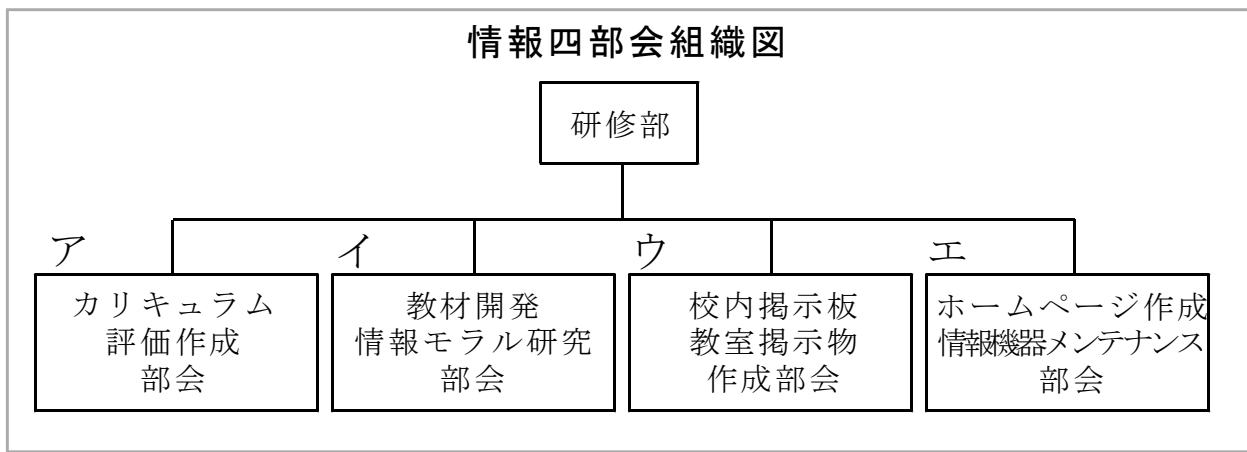 情報四部会組織図
研修部
ア
カリキュラム
評価作成
部会
イ
教材開発
情報モラル研究
部会
ウ
校内掲示板
教室掲示物
作成部会
エ
ホームページ作成
情報機器メンテナンス
部会